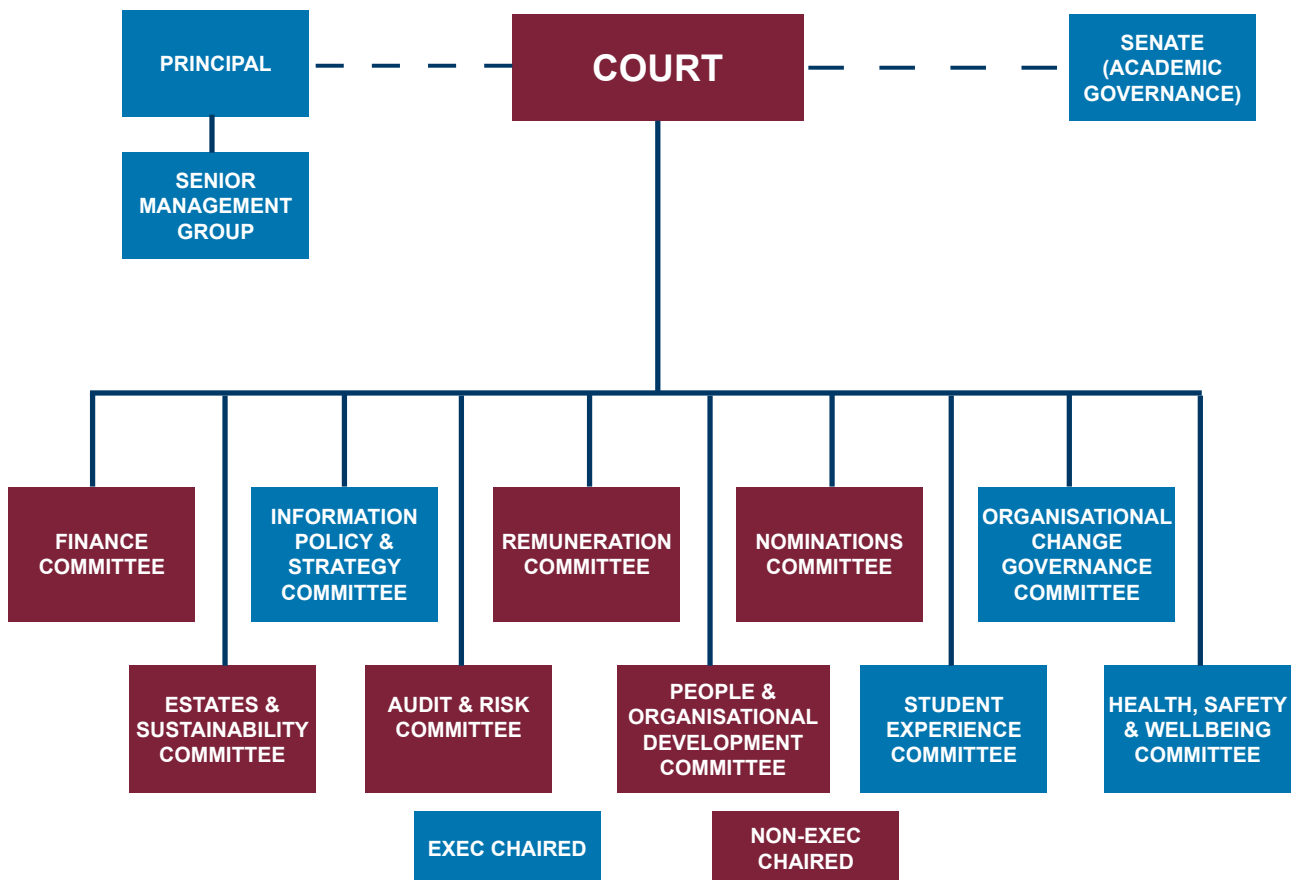 PRINCIPAL
COURT
SENATE
(ACADEMIC
GOVERNANCE)
SENIOR
MANAGEMENT
GROUP
FINANCE
COMMITTEE
INFORMATION
POLICY &
STRATEGY
COMMITTEE
REMUNERATION
COMMITTEE
NOMINATIONS
COMMITTEE
ORGANISATIONAL
CHANGE
GOVERNANCE
COMMITTEE
ESTATES &
SUSTAINABILITY
COMMITTEE
AUDIT & RISK
COMMITTEE
PEOPLE &
ORGANISATIONAL
DEVELOPMENT
COMMITTEE
STUDENT
EXPERIENCE
COMMITTEE
HEALTH, SAFETY
& WELLBEING
COMMITTEE
EXEC CHAIRED
NON-EXEC
CHAIRED